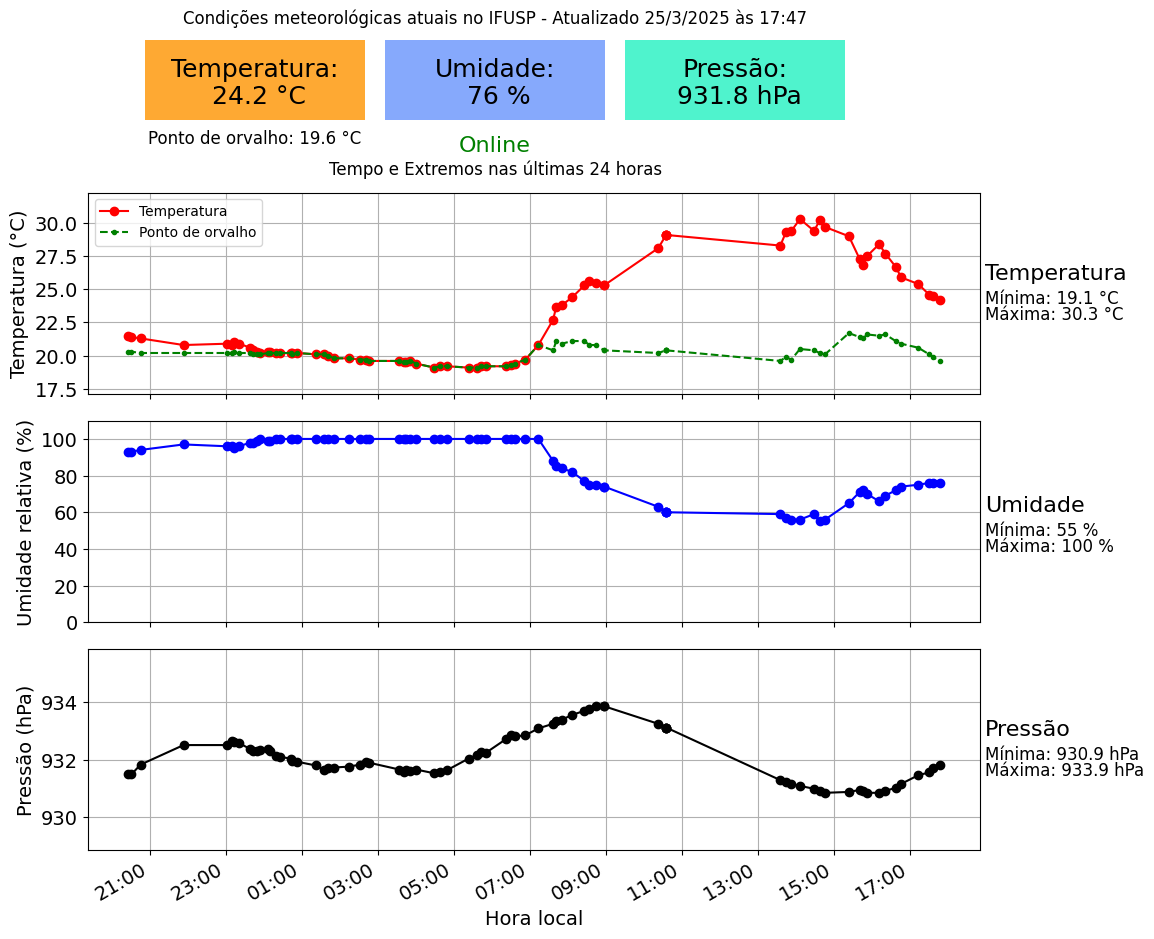 Condições meteorológicas atuais no IFUSP - Atualizado 25/3/2025 às 17:47
Temperatura:
24.2 °C
Umidade:
76 %
Pressão:
931.8 hPa
Ponto de orvalho: 19.6 °C
Online
Tempo e Extremos nas últimas 24 horas
Temperatura (°C)
30.0
27.5
25.0
22.5
20.0
17.5
Temperatura
Ponto de orvalho
Temperatura
Mínima: 19.1 °C
Máxima: 30.3 °C
Umidade relativa (%)
100
80
60
40
20
0
Umidade
Mínima: 55 %
Máxima: 100 %
Pressão (hPa)
934
932
930
Pressão
Mínima: 930.9 hPa
Máxima: 933.9 hPa
21:00 23:00 01:00 03:00 05:00 07:00 09:00 11:00 13:00 15:00 17:00
Hora local